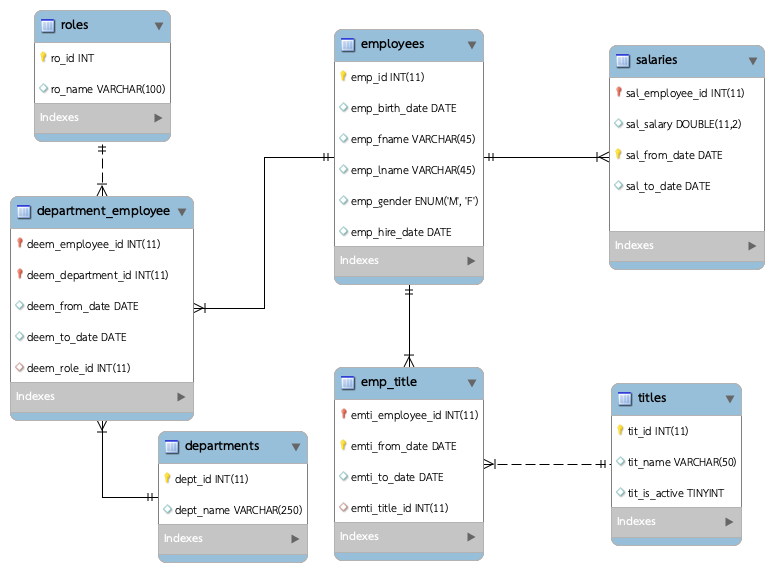 roles
ro_id INT
ro_name VARCHAR(100)
Indexes
employees
emp_id INT(11)
emp_birth_date DATE
emp_fname VARCHAR(45)
emp_lname VARCHAR(45)
emp_gender ENUM('M', 'F')
emp_hire_date DATE
Indexes
salaries
sal_employee_id INT(11)
sal_salary DOUBLE(11,2)
sal_from_date DATE
sal_to_date DATE
Indexes
department_employee
deem_employee_id INT(11)
deem_department_id INT(11)
deem_from_date DATE
deem_to_date DATE
deem_role_id INT(11)
Indexes
emp_title
emti_employee_id INT(11)
emti_from_date DATE
emti_to_date DATE
emti_title_id INT(11)
Indexes
titles
tit_id INT(11)
tit_name VARCHAR(50)
tit_is_active TINYINT
Indexes
departments
dept_id INT(11)
dept_name VARCHAR(250)
Indexes